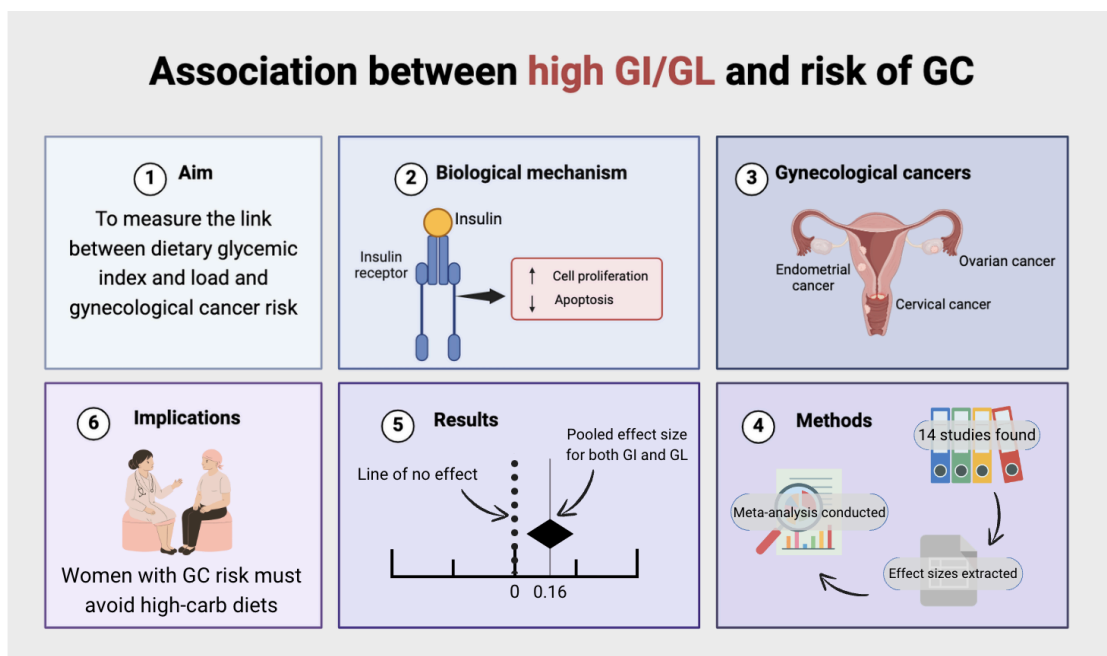 Association between high GI/GL and risk of GC
1 Aim
To measure the link
between dietary glycemic
index and load and
gynecological cancer risk
2 Biological mechanism
Insulin
Insulin
receptor
↑ Cell proliferation
↓ Apoptosis
3 Gynecological cancers
Endometrial
cancer
Ovarian cancer
Cervical cancer
4 Methods
14 studies found
Effect sizes extracted
Meta-analysis conducted
5 Results
Pooled effect size
for both GI and GL
Line of no effect
0 0.16
6 Implications
Women with GC risk must
avoid high-carb diets